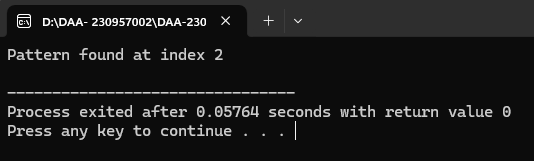 D:\DAA- 230957002\DAA-230
Pattern found at index 2
--------------------------------
Process exited after 0.05764 seconds with return value 0
Press any key to continue . . .